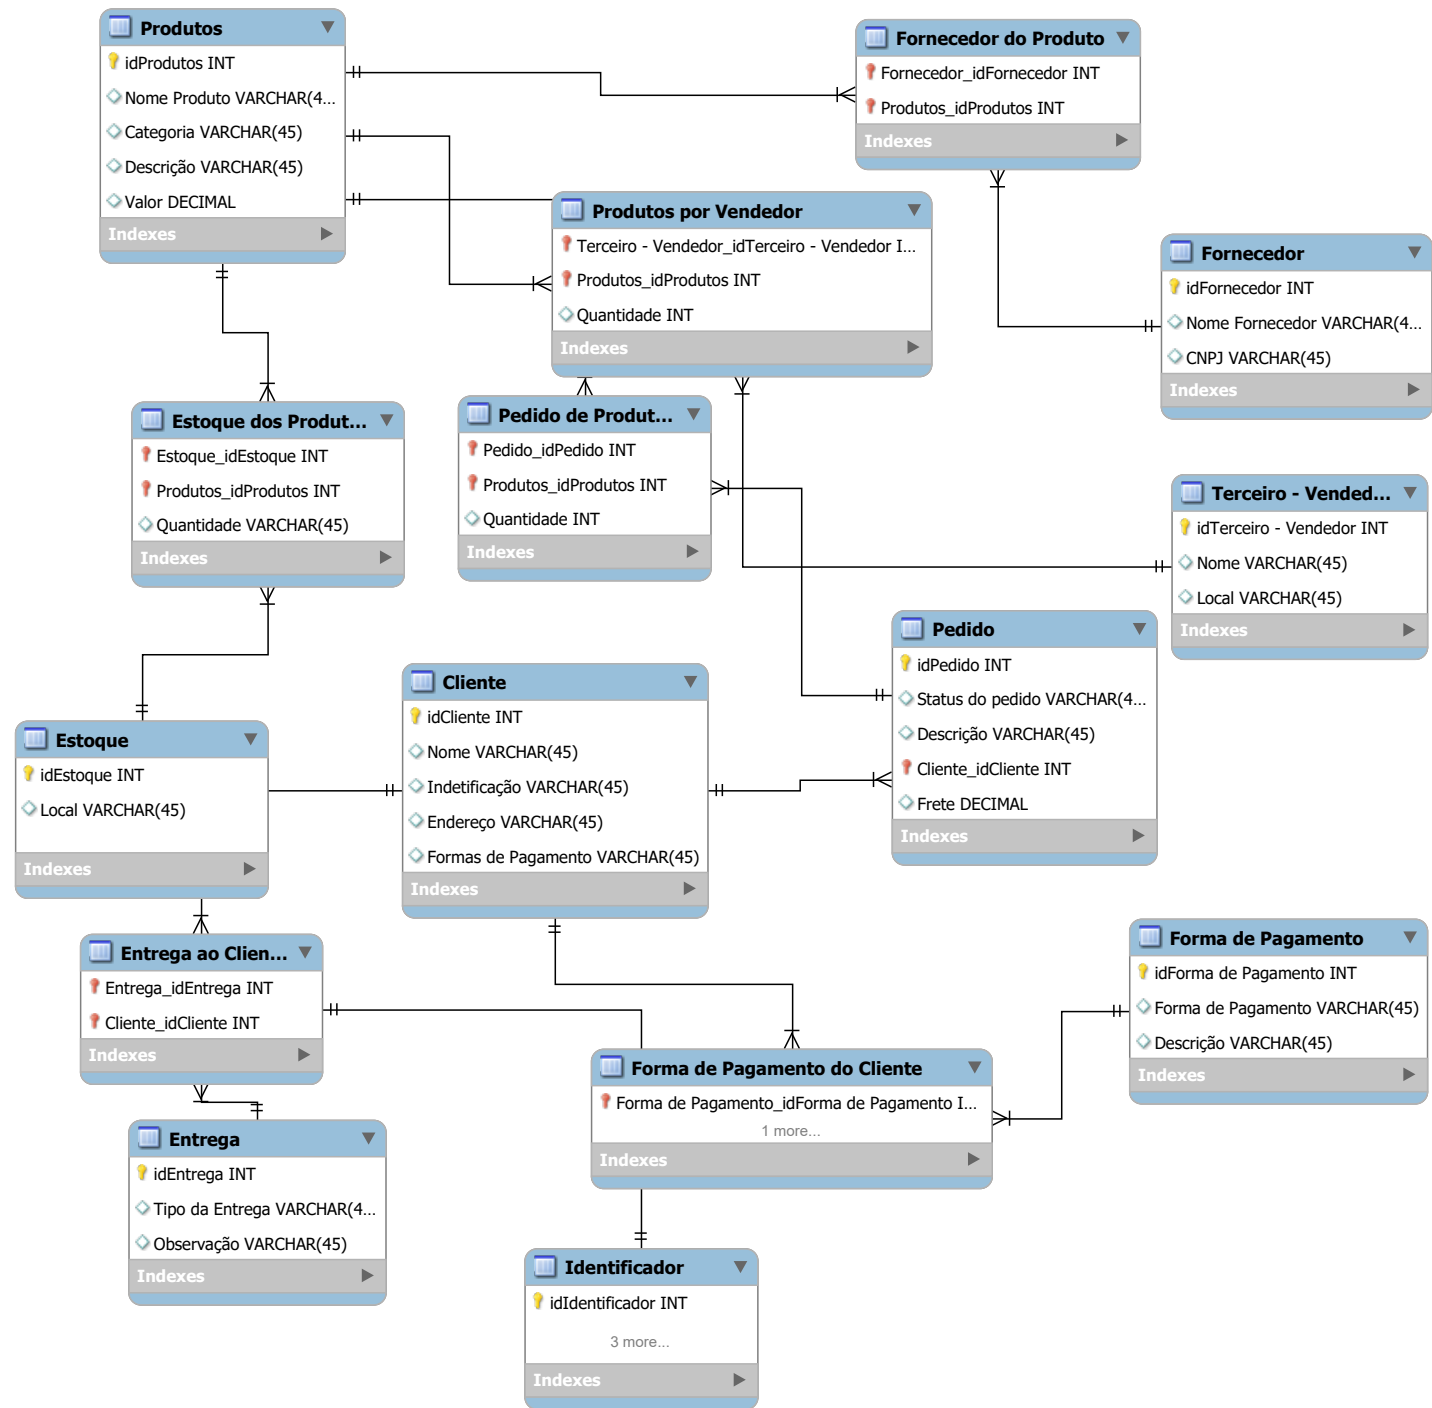 Produtos
idProdutos INT
Nome Produto VARCHAR(4...
Categoria VARCHAR(45)
Descrição VARCHAR(45)
Valor DECIMAL
Indexes
Fornecedor do Produto
Fornecedor_idFornecedor INT
Produtos_idProdutos INT
Indexes
Produtos por Vendedor
Terceiro - Vendedor_idTerceiro - Vendedor I...
Produtos_idProdutos INT
Quantidade INT
Indexes
Fornecedor
idFornecedor INT
Nome Fornecedor VARCHAR(4...
CNPJ VARCHAR(45)
Indexes
Estoque dos Produt...
Estoque_idEstoque INT
Produtos_idProdutos INT
Quantidade VARCHAR(45)
Indexes
Pedido de Produt...
Pedido_idPedido INT
Produtos_idProdutos INT
Quantidade INT
Indexes
Terceiro - Vended...
idTerceiro - Vendedor INT
Nome VARCHAR(45)
Local VARCHAR(45)
Indexes
Pedido
idPedido INT
Status do pedido VARCHAR(4...
Descrição VARCHAR(45)
Cliente_idCliente INT
Frete DECIMAL
Indexes
Cliente
idCliente INT
Nome VARCHAR(45)
Indetificação VARCHAR(45)
Endereço VARCHAR(45)
Formas de Pagamento VARCHAR(45)
Indexes
Estoque
idEstoque INT
Local VARCHAR(45)
Indexes
Entrega ao Clien...
Entrega_idEntrega INT
Cliente_idCliente INT
Indexes
Forma de Pagamento
idForma de Pagamento INT
Forma de Pagamento VARCHAR(45)
Descrição VARCHAR(45)
Indexes
Forma de Pagamento do Cliente
Forma de Pagamento_idForma de Pagamento I...
1 more...
Indexes
Entrega
idEntrega INT
Tipo da Entrega VARCHAR(4...
Observação VARCHAR(45)
Indexes
Identificador
idIdentificador INT
3 more...
Indexes